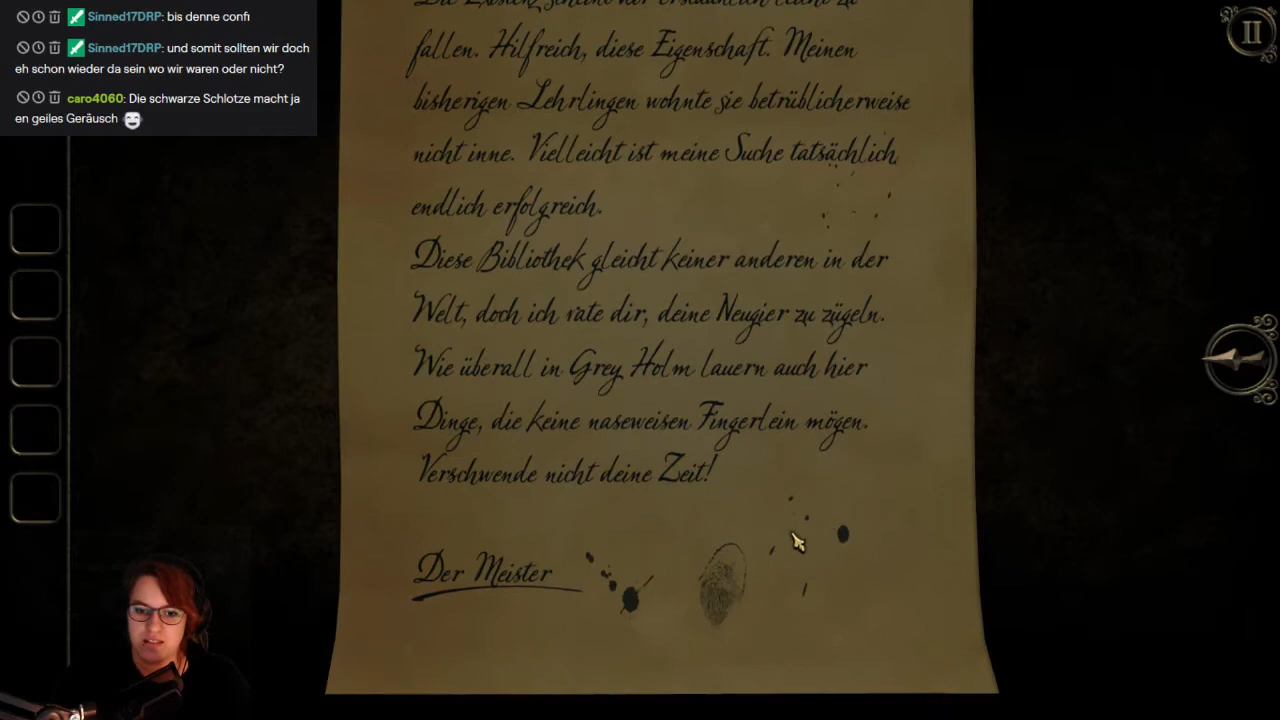 Sinned17DRP: bis denne confi
Sinned17DRP: und somit sollten wir doch
eh schon wieder da sein wo wir waren oder nicht?
caro4060: Die schwarze Schlotze macht ja
en geiles Geräusch
fallen. Hilfreich, diese Eigenschaft. Meinen
bisherigen Lehrlingen wohnte sie betrüblicherweise
nicht inne. Vielleicht ist meine Suche tatsächlich
endlich erfolgreich.
Diese Bibliothek gleicht keiner anderen in der
Welt, doch ich rate dir, deine Neugier zu zügeln.
Wie überall in Grey Holm lauern auch hier
Dinge, die keine naseweisen Fingerlein mögen.
Verschwende nicht deine Zeit!
Der Meister